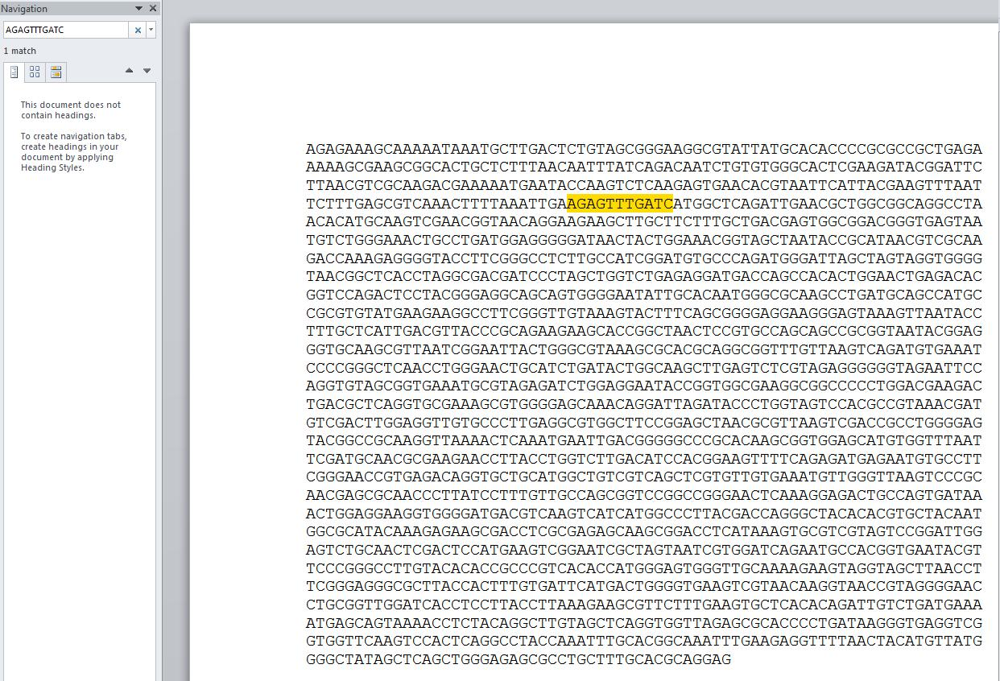 Navigation
AGAGTTTGATC
1 match
This document does not
contain headings.
To create navigation tabs,
create headings in your
document by applying
Heading Styles.
AGAGAAAGCAAAAATAAATGCTTGACTCTGTAGCGGGAAGGCGTATTATGCACACCCCGCGCCGCTGAGA
AAAAGCGAAGCGGCACTGCTCTTTAACAATTTATCAGACAATCTGTGTGGGCACTCGAAGATACGGATTC
TTAACGTCGCAAGACGAAAAATGAATACCAAGTCTCAAGAGTGAACACGTAATTCATTACGAAGTTTAAT
TCTTTGAGCGTCAAACTTTTAAATTGAAGAGTTTGATCATGGCTCAGATTGAACGCTGGCGGCAGGCCTA
ACACATGCAAGTCGAACGGTAACAGGAAGAAGCTTGCTTCTTTGCTGACGAGTGGCGGACGGGTGAGTAA
TGTCTGGGAAACTGCCTGATGGAGGGGGATAACTACTGGAAACGGTAGCTAATACCGCATAACGTCGCAA
GACCAAAGAGGGGTACCTTCGGGCCTCTTGCCATCGGATGTGCCCAGATGGGATTAGCTAGTAGGTGGGG
TAACGGCTCACCTAGGCGACGATCCCTAGCTGGTCTGAGAGGATGACCAGCCACACTGGAACTGAGACAC
GGTCCAGACTCCTACGGGAGGCAGCAGTGGGGAATATTGCACAATGGGCGCAAGCCTGATGCAGCCATGC
CGCGTGTATGAAGAAGGCCTTCGGGTTGTAAAGTACTTTCAGCGGGGAGGAAGGGAGTAAAGTTAATACC
TTTGCTCATTGACGTTACCCGCAGAAGAAGCACCGGCTAACTCCGTGCCAGCAGCCGCGGTAATACGGAG
GGTGCAAGCGTTAATCGGAATTACTGGGCGTAAAGCGCACGCAGGCGGTTTGTTAAGTCAGATGTGAAAT
CCCCGGGCTCAACCTGGGAACTGCATCTGATACTGGCAAGCTTGAGTCTCGTAGAGGGGGGTAGAATTCC
AGGTGTAGCGGTGAAATGCGTAGAGATCTGGAGGAATACCGGTGGCGAAGGCGGCCCCCTGGACGAAGAC
TGACGCTCAGGTGCGAAAGCGTGGGGAGCAAACAGGATTAGATACCCTGGTAGTCCACGCCGTAAACGAT
GTCGACTTGGAGGTTGTGCCCTTGAGGCGTGGCTTCCGGAGCTAACGCGTTAAGTCGACCGCCTGGGGAG
TACGGCCGCAAGGTTAAAACTCAAATGAATTGACGGGGGCCCGCACAAGCGGTGGAGCATGTGGTTTAAT
TCGATGCAACGCGAAGAACCTTACCTGGTCTTGACATCCACGGAAGTTTTCAGAGATGAGAATGTGCCTT
CGGGAACCGTGAGACAGGTGCTGCATGGCTGTCGTCAGCTCGTGTTGTGAAATGTTGGGTTAAGTCCCGC
AACGAGCGCAACCCTTATCCTTTGTTGCCAGCGGTCCGGCCGGGAACTCAAAGGAGACTGCCAGTGATAA
ACTGGAGGAAGGTGGGGATGACGTCAAGTCATCATGGCCCTTACGACCAGGGCTACACACGTGCTACAAT
GGCGCATACAAAGAGAAGCGACCTCGCGAGAGCAAGCGGACCTCATAAAGTGCGTCGTAGTCCGGATTGG
AGTCTGCAACTCGACTCCATGAAGTCGGAATCGCTAGTAATCGTGGATCAGAATGCCACGGTGAATACGT
TCCCGGGCCTTGTACACACCGCCCGTCACACCATGGGAGTGGGTTGCAAAAGAAGTAGGTAGCTTAACCT
TCGGGAGGGCGCTTACCACTTTGTGATTCATGACTGGGGTGAAGTCGTAACAAGGTAACCGTAGGGGAAC
CTGCGGTTGGATCACCTCCTTACCTTAAAGAAGCGTTCTTTGAAGTGCTCACACAGATTGTCTGATGAAA
ATGAGCAGTAAAACCTCTACAGGCTTGTAGCTCAGGTGGTTAGAGCGCACCCCTGATAAGGGTGAGGTCG
GTGGTTCAAGTCCACTCAGGCCTACCAAATTTGCACGGCAAATTTGAAGAGGTTTTAACTACATGTTATG
GGGCTATAGCTCAGCTGGGAGAGCGCCTGCTTTGCACGCAGGAG